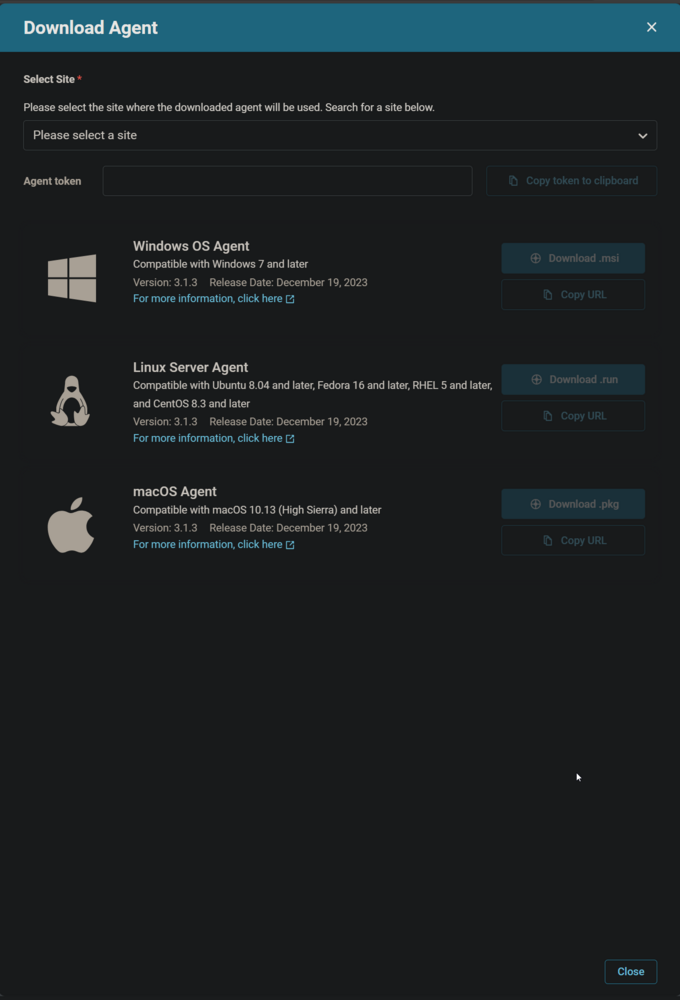 Download Agent
Select Site *
Please select the site where the downloaded agent will be used. Search for a site below.
Please select a site
Agent token
Copy token to clipboard
Windows OS Agent
Compatible with Windows 7 and later
Version: 3.1.3 Release Date: December 19, 2023
For more information, click here
Download .msi
Copy URL
Linux Server Agent
Compatible with Ubuntu 8.04 and later, Fedora 16 and later, RHEL 5 and later,
and CentOS 8.3 and later
Version: 3.1.3 Release Date: December 19, 2023
For more information, click here
Download .run
Copy URL
macOS Agent
Compatible with macOS 10.13 (High Sierra) and later
Version: 3.1.3 Release Date: December 19, 2023
For more information, click here
Download .pkg
Copy URL
Close